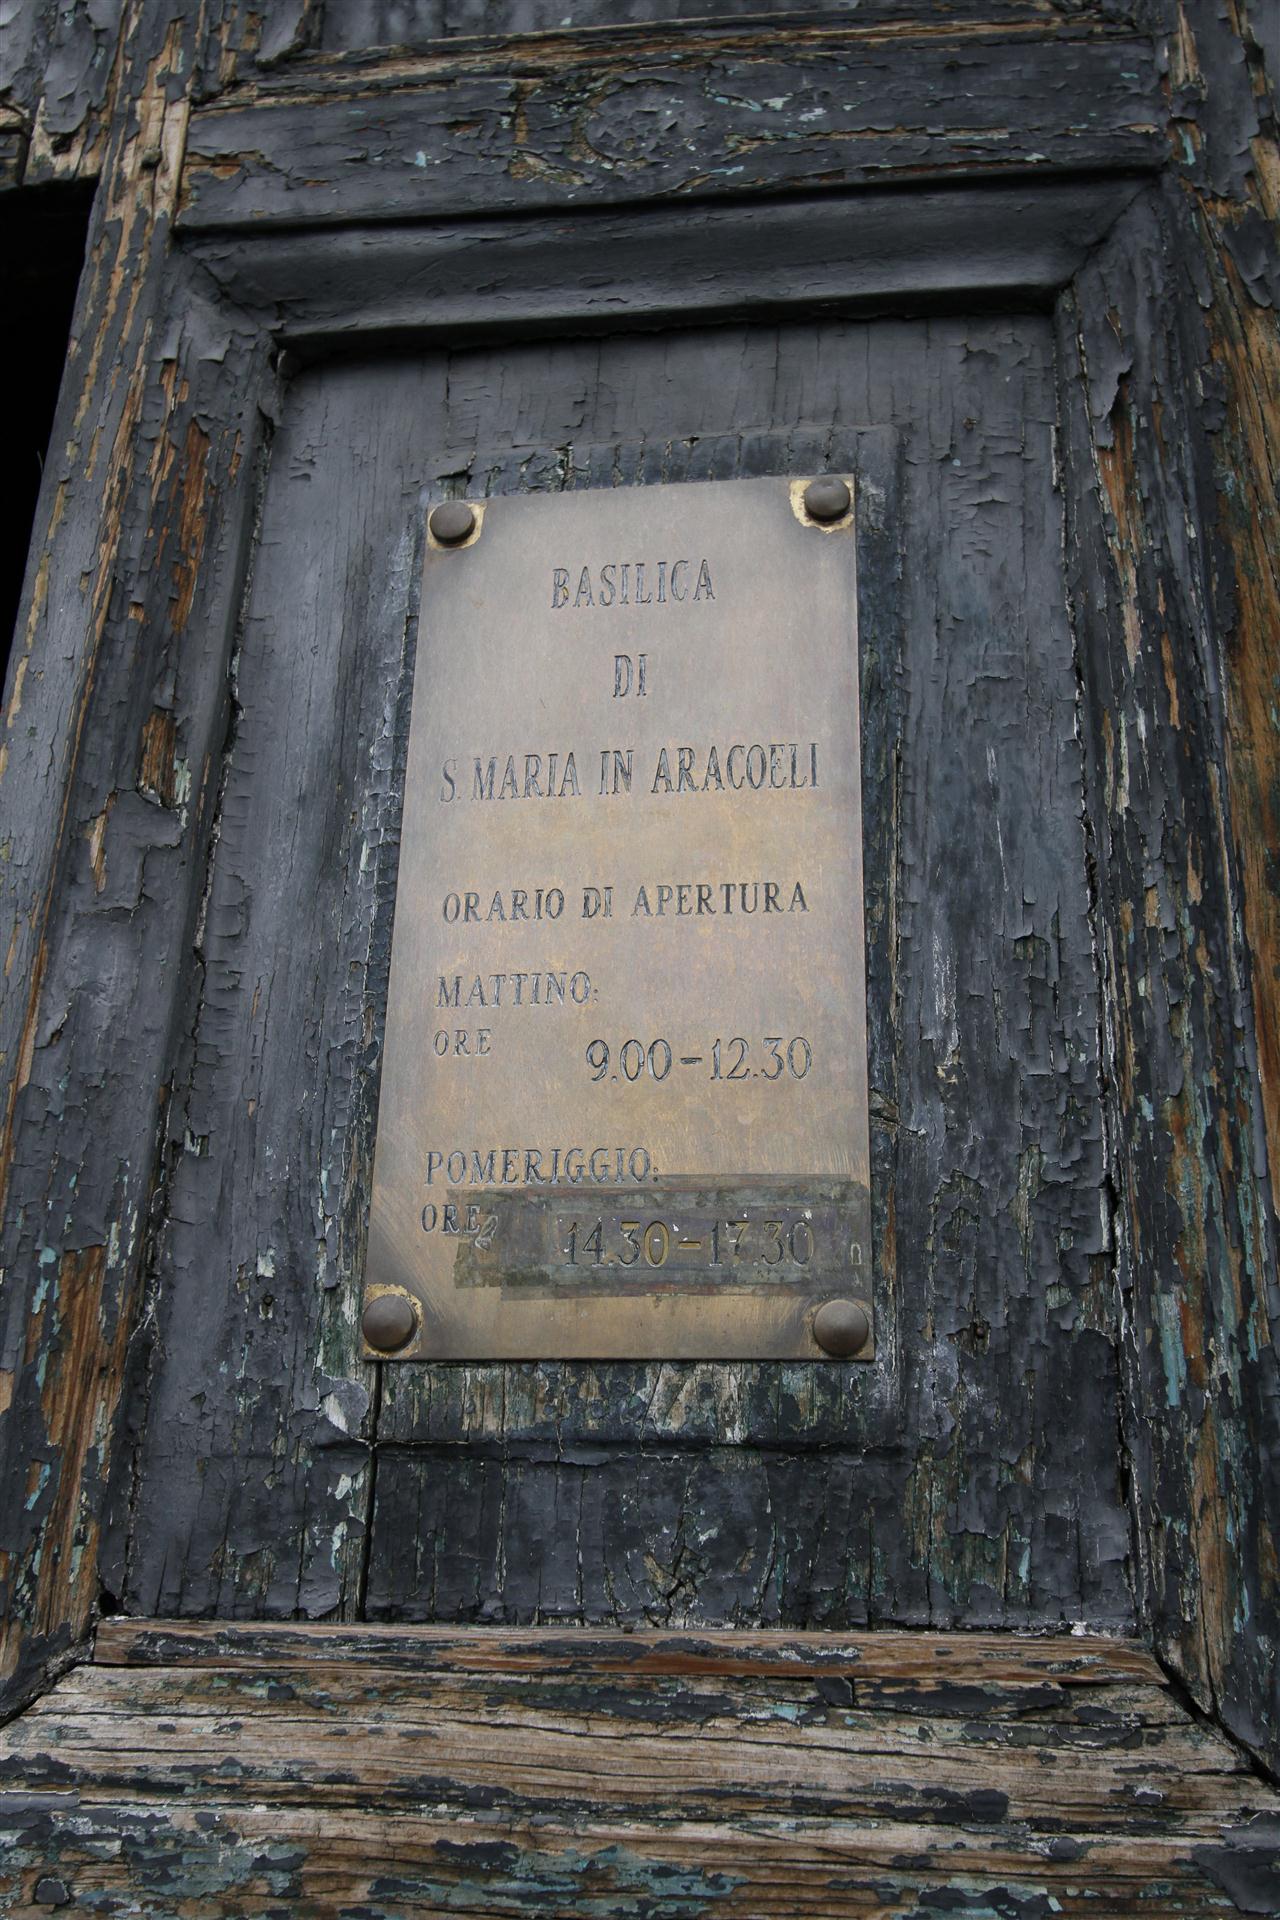 BASILICA
DI
S. MARIA IN ARACOELI
ORARIO DI APERTURA
MATTINO:
ORE 9.00-12.30
POMERIGGIO:
ORE 14.30-17.30